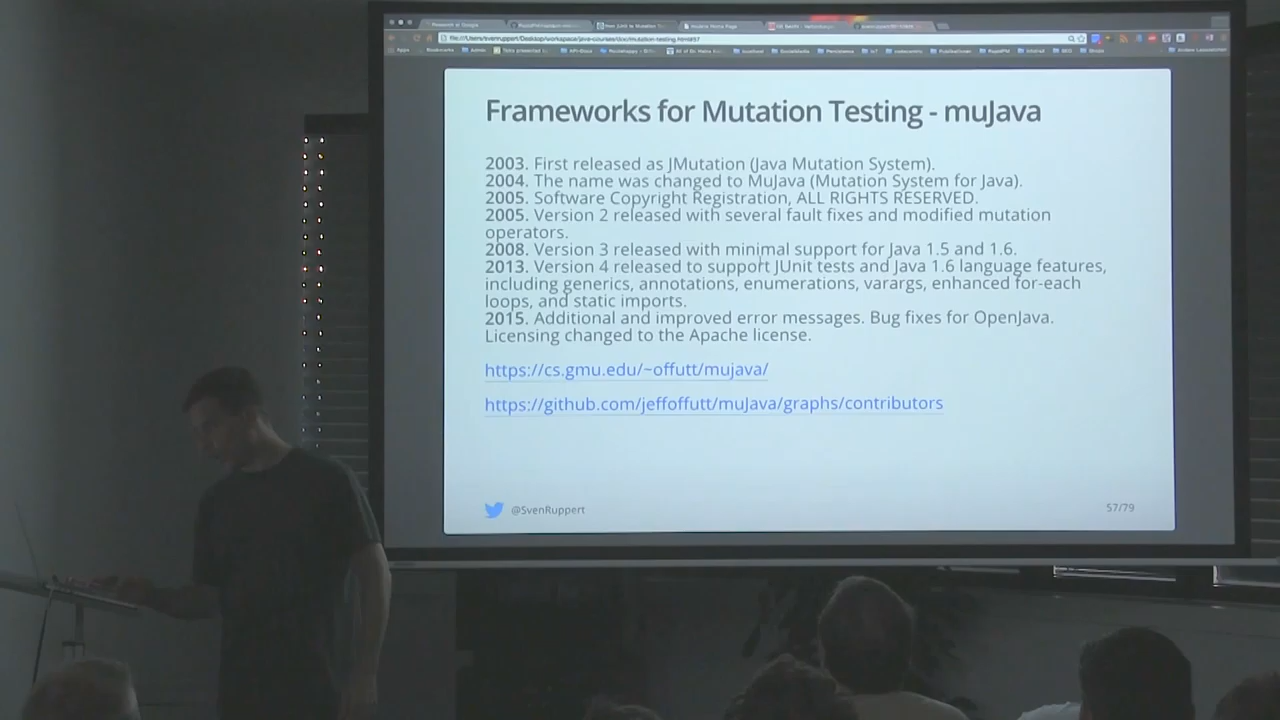 Frameworks for Mutation Testing - muJava
2003. First released as JMutation (Java Mutation System).
2004. The name was changed to MuJava (Mutation System for Java).
2005. Software Copyright Registration, ALL RIGHTS RESERVED.
2005. Version 2 released with several fault fixes and modified mutation
operators.
2008. Version 3 released with minimal support for Java 1.5 and 1.6.
2013. Version 4 released to support JUnit tests and Java 1.6 language features,
including generics, annotations, enumerations, varargs, enhanced for-each
loops, and static imports.
2015. Additional and improved error messages. Bug fixes for OpenJava.
Licensing changed to the Apache license.
https://cs.gmu.edu/~offutt/mujava/
https://github.com/jeffoffutt/muJava/graphs/contributors
@SvenRuppert
57/79